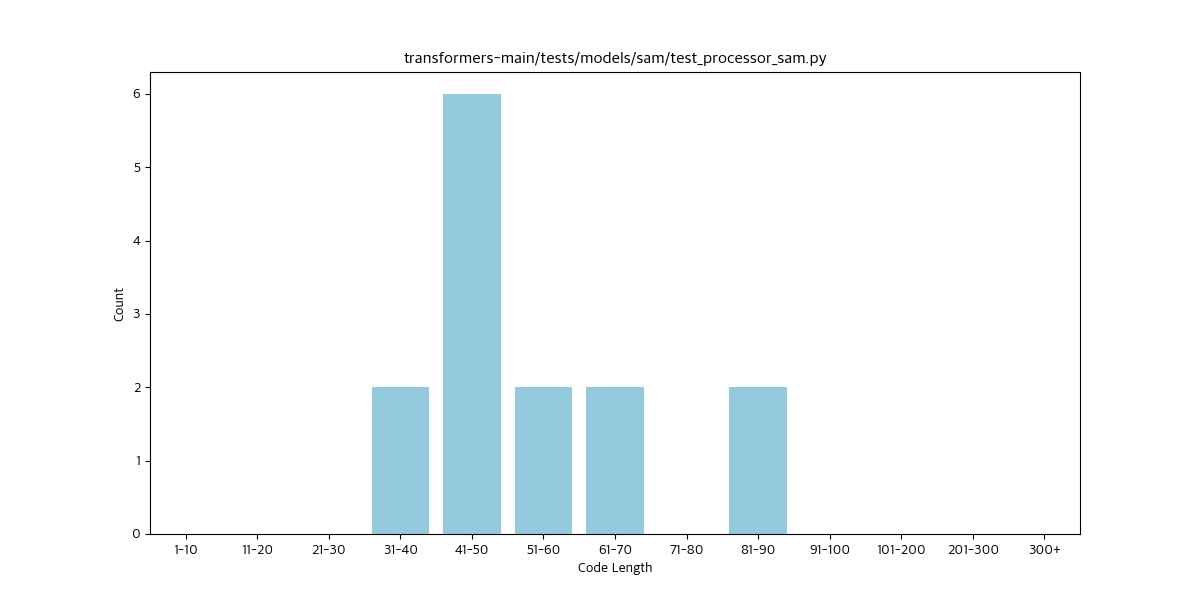 transformers-main/tests/models/sam/test_processor_sam.py
6
5
4
3
2
1
0
Count
1-10 11-20 21-30 31-40 41-50 51-60 61-70 71-80 81-90 91-100 101-200 201-300 300+
Code Length